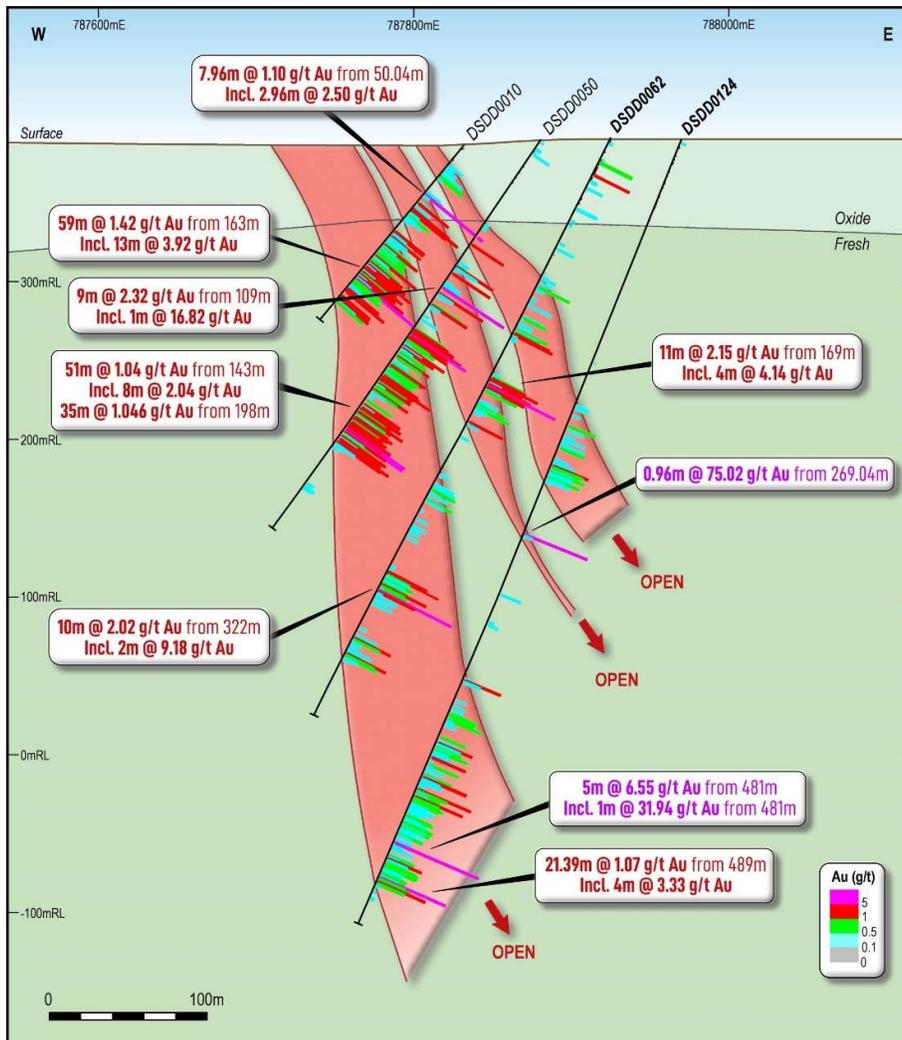 787600mE
787800mE
788000mE
W
E
7.96m @ 1.10 g/t Au from 50.04m
Incl. 2.96m @ 2.50 g/t Au
DSDD0010
DSDD0050
DSDD0062
DSDD0124
Surface
59m @ 1.42 g/t Au from 163m
Incl. 13m @ 3.92 g/t Au
Oxide
Fresh
300mRL
9m @ 2.32 g/t Au from 109m
Incl. 1m @ 16.82 g/t Au
11m @ 2.15 g/t Au from 169m
Incl. 4m @ 4.14 g/t Au
51m @ 1.04 g/t Au from 143m
Incl. 8m @ 2.04 g/t Au
35m @ 1.046 g/t Au from 198m
200mRL
0.96m @ 75.02 g/t Au from 269.04m
OPEN
100mRL
10m @ 2.02 g/t Au from 322m
Incl. 2m @ 9.18 g/t Au
OPEN
0mRL
5m @ 6.55 g/t Au from 481m
Incl. 1m @ 31.94 g/t Au from 481m
21.39m @ 1.07 g/t Au from 489m
Incl. 4m @ 3.33 g/t Au
-100mRL
OPEN
Au (g/t)
5
1
0.5
0.1
0
0 100m